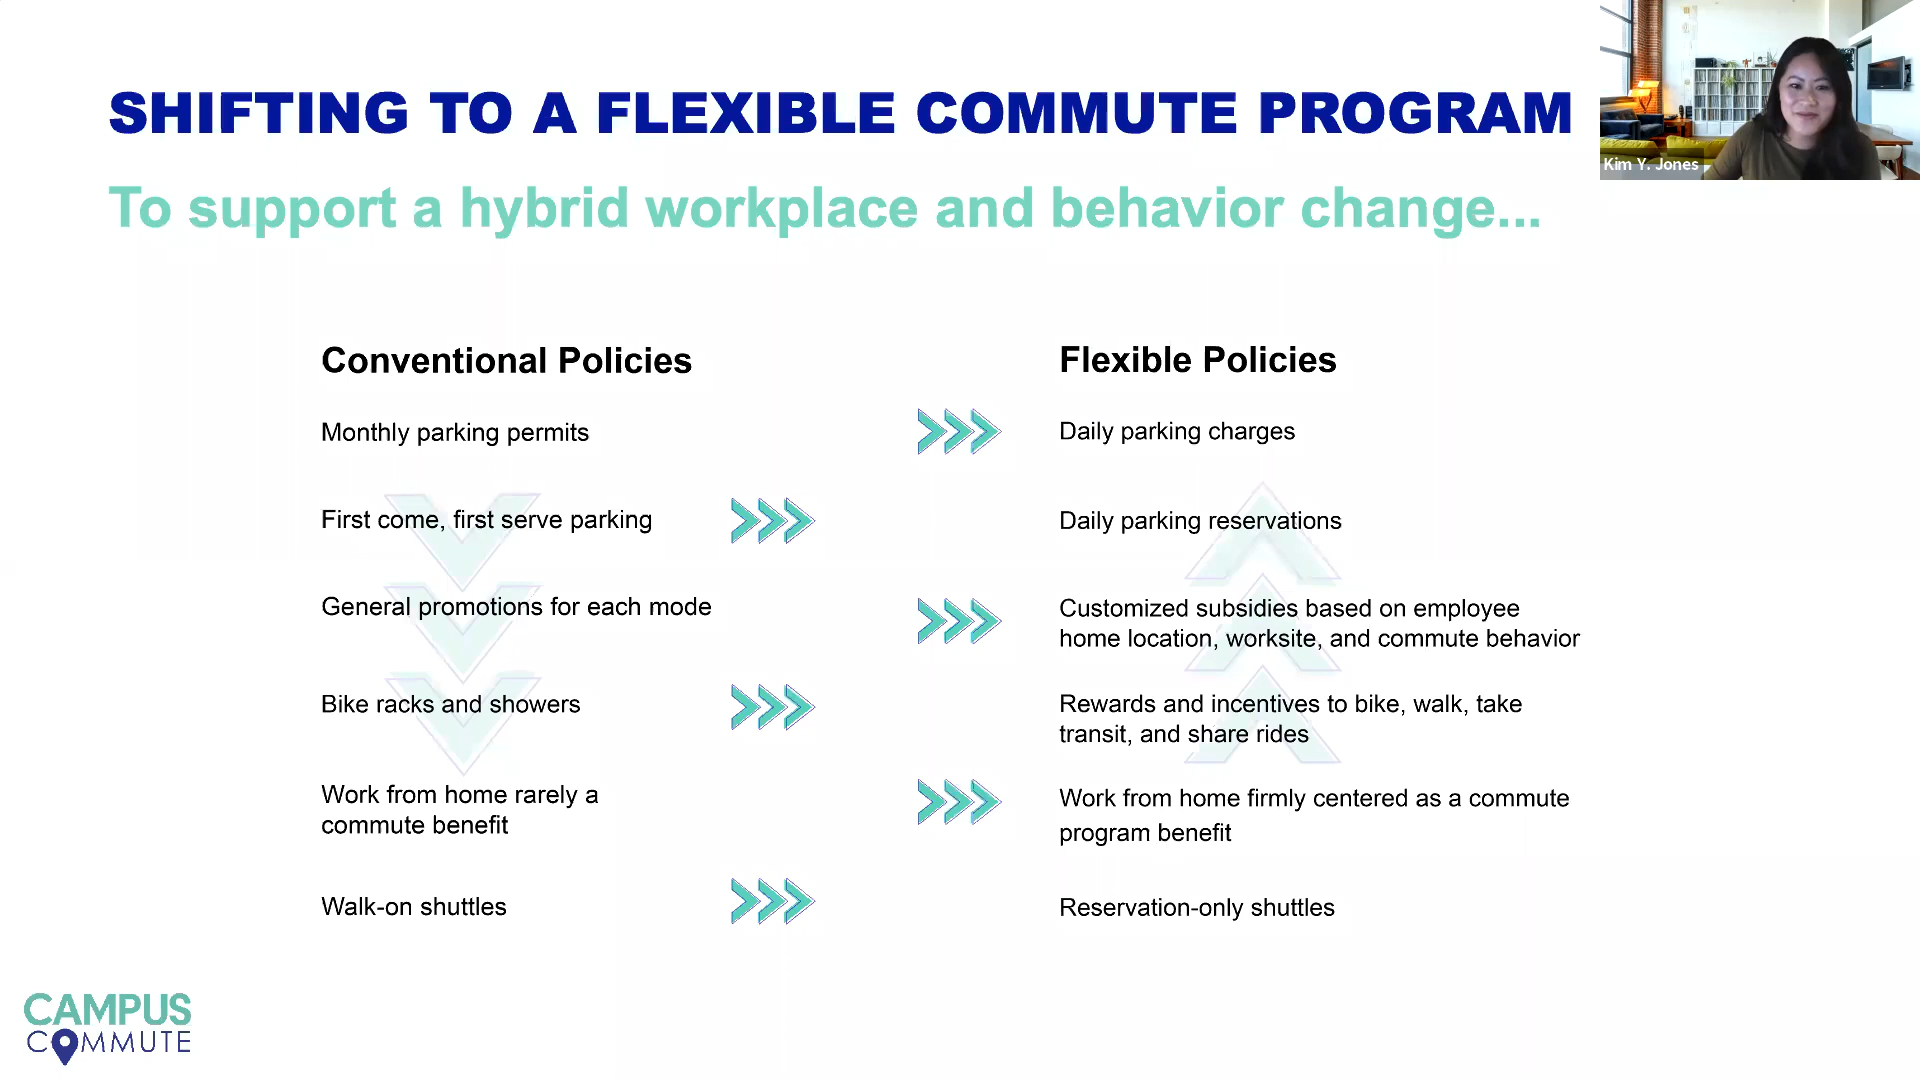 SHIFTING TO A FLEXIBLE COMMUTE PROGRAM
Kim Y. Jones
To support a hybrid workplace and behavior change...
Conventional Policies
Flexible Policies
Monthly parking permits
Daily parking charges
First come, first serve parking
Daily parking reservations
General promotions for each mode
Customized subsidies based on employee
home location, worksite, and commute behavior
Bike racks and showers
Rewards and incentives to bike, walk, take
transit, and share rides
Work from home rarely a
commute benefit
Work from home firmly centered as a commute
program benefit
Walk-on shuttles
Reservation-only shuttles
CAMPUS
COMMUTE